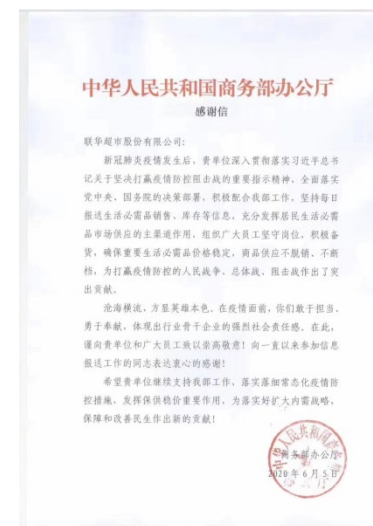 中华人民共和国商务部办公厅
感谢信
联华超市股份有限公司:
新冠肺炎疫情发生后，贵单位深入贯彻落实习近平总书
记关于坚决打赢疫情防控阻击战的重要指示精神，全面落实
党中央、国务院的决策部署，积极配合我部工作，坚持每日
报送生活必需品销售、库存等信息，充分发挥居民生活必需
品市场供应的主渠道作用，组织广大员工坚守岗位，积极备
货，确保重要生活必需品价格稳定，商品供应不脱销、不断
档，为打赢疫情防控的人民战争、总体战、阻击战作出了突
出贡献。
沧海横流，方显英雄本色。在疫情面前，你们敢于担当、
勇于奉献，体现出行业骨干企业的强烈社会责任感。在此，
谨向贵单位和广大员工致以崇高敬意！向一直以来参加信息
报送工作的同志表达衷心的感谢！
希望贵单位继续支持我部工作，落实落细常态化疫情防
控措施，发挥保供稳价重要作用，为落实好扩大内需战略、
保障和改善民生作出新的贡献！
商务部办公厅
2020年6月5日